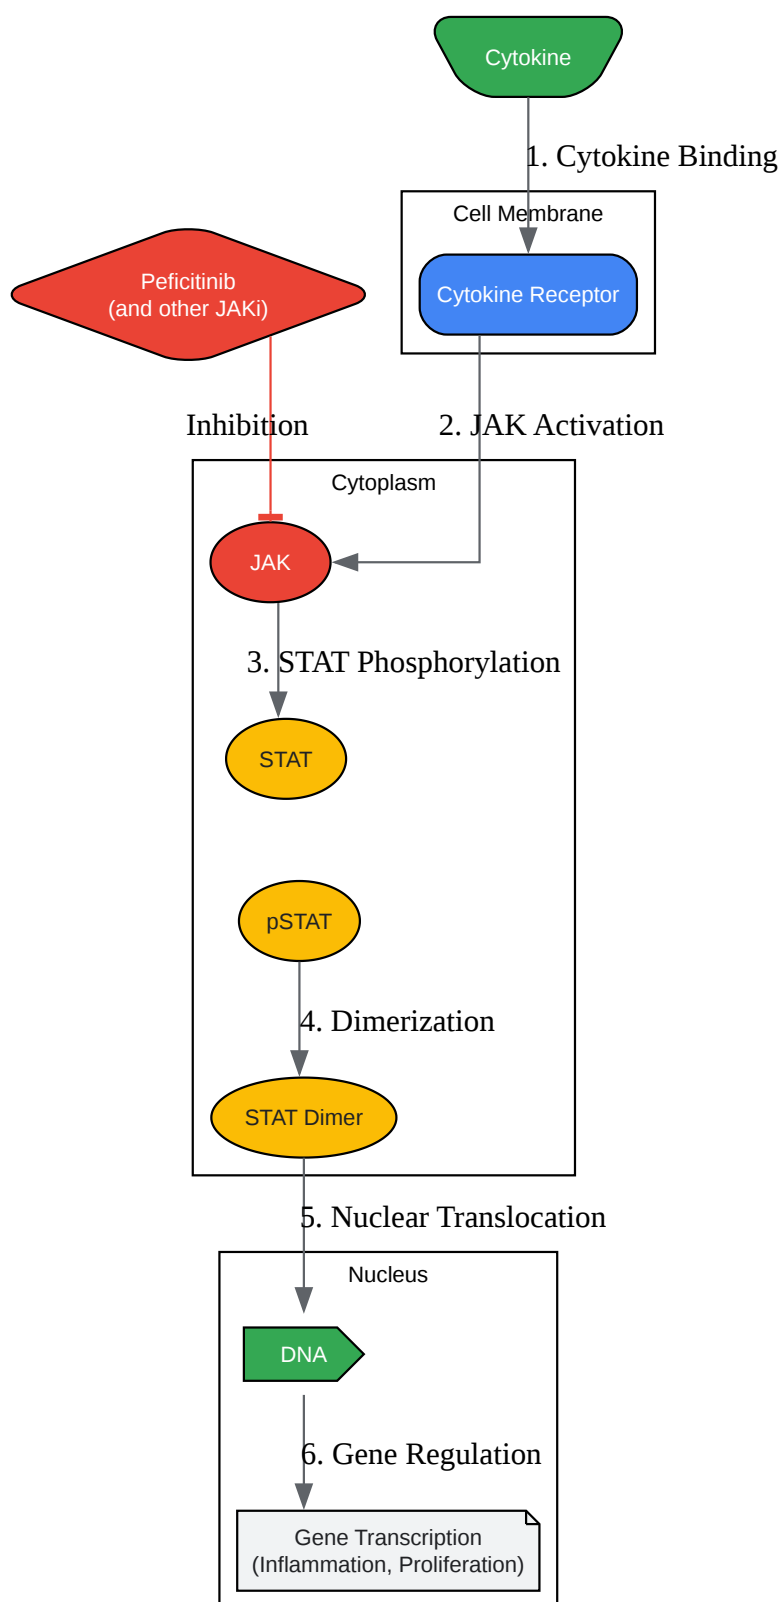 Cytokine
1. Cytokine Binding
Cell Membrane
Peficitinib
(and other JAKi)
Cytokine Receptor
Inhibition
2. JAK Activation
Cytoplasm
JAK
3. STAT Phosphorylation
STAT
pSTAT
4. Dimerization
STAT Dimer
5. Nuclear Translocation
Nucleus
DNA
6. Gene Regulation
Gene Transcription
(Inflammation, Proliferation)